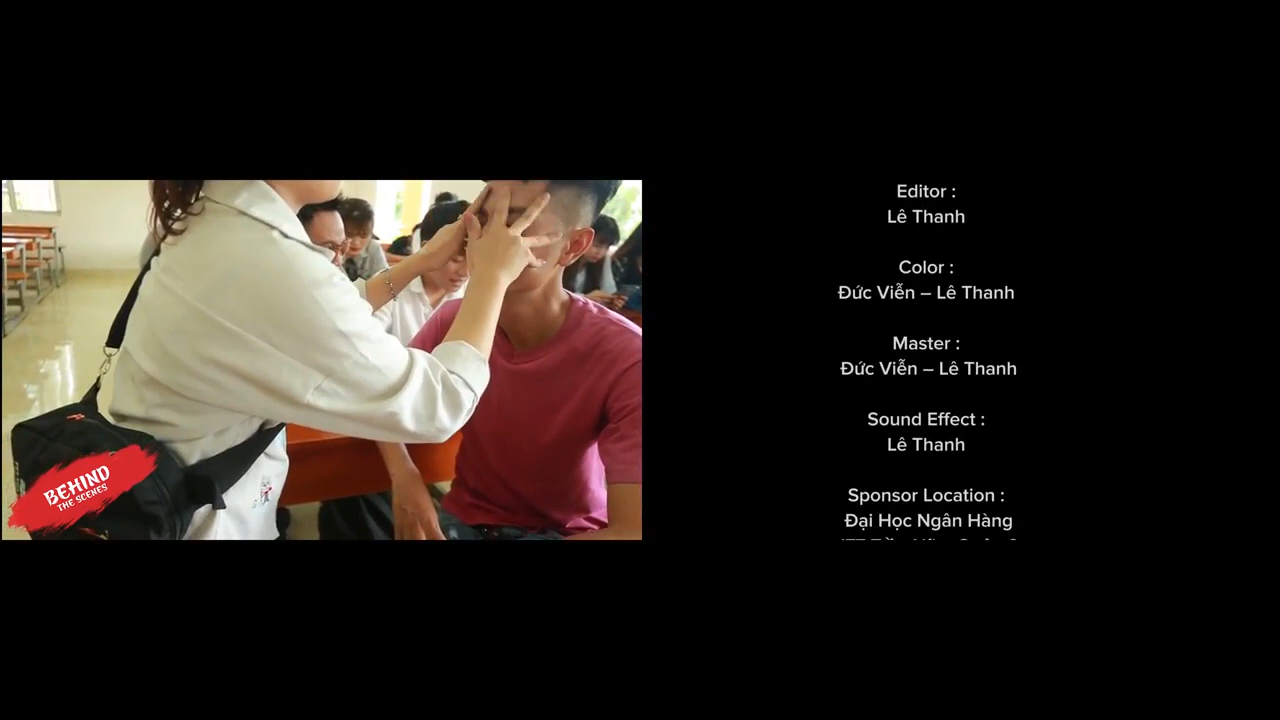 BEHIND
THE SCENES
Editor :
Lê Thanh
Color :
Đức Viễn – Lê Thanh
Master :
Đức Viễn – Lê Thanh
Sound Effect :
Lê Thanh
Sponsor Location :
Đại Học Ngân Hàng